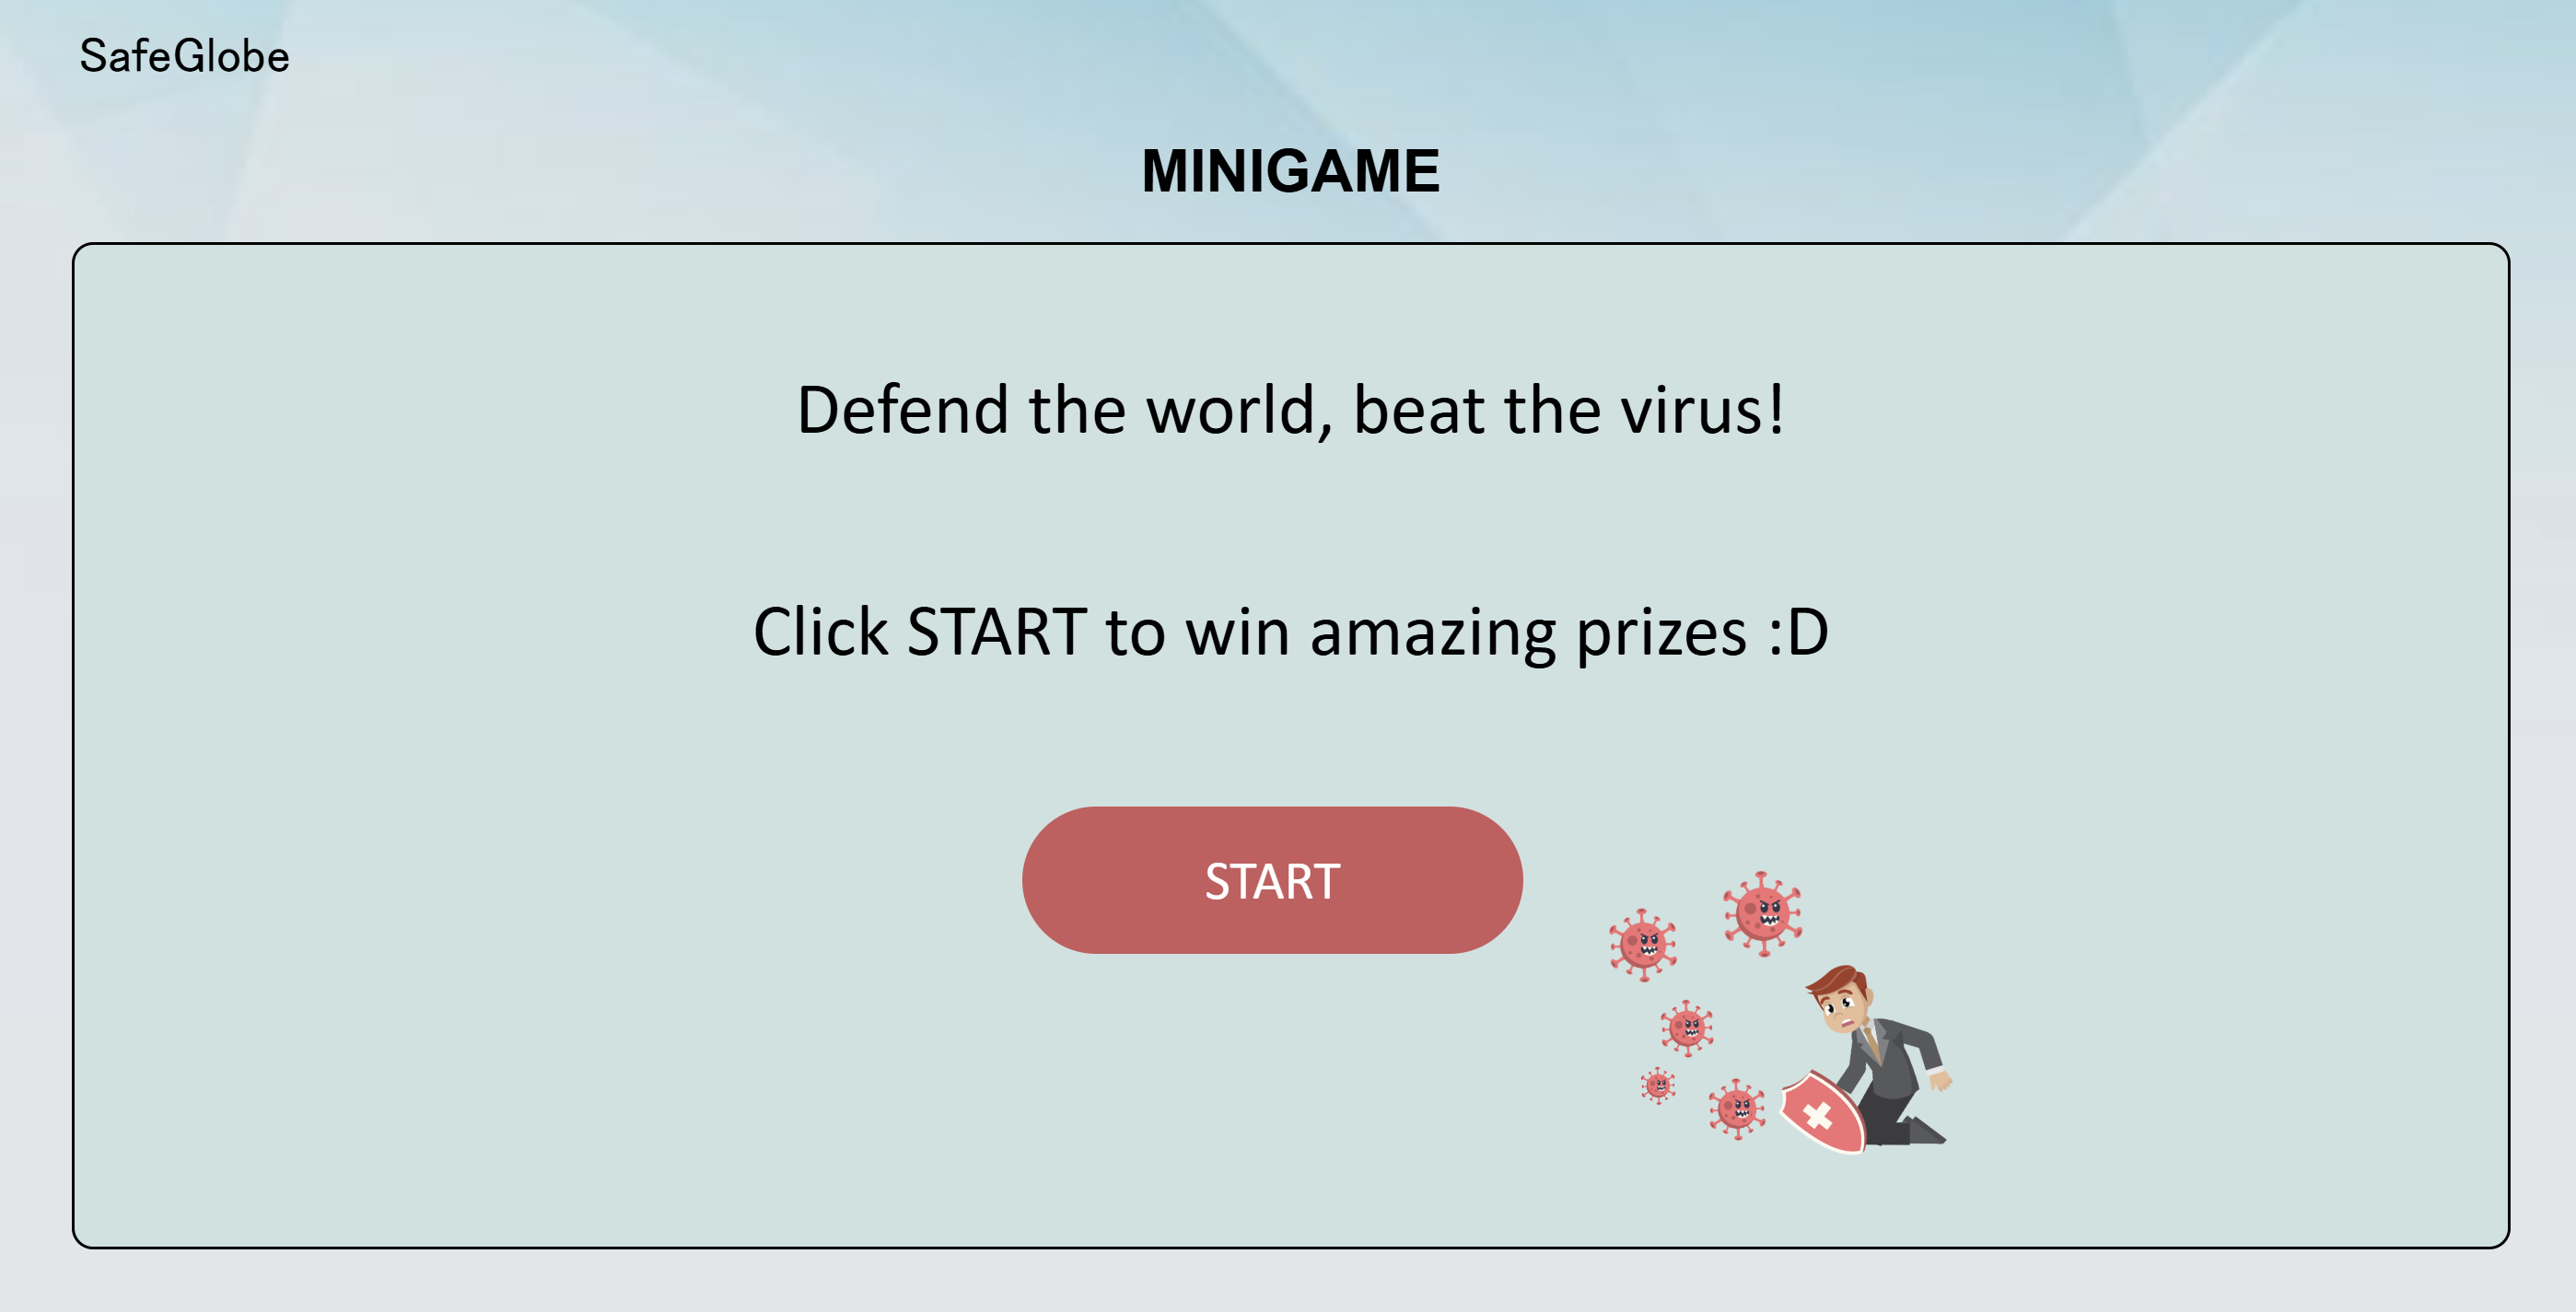 SafeGlobe
MINIGAME
Defend the world, beat the virus!
Click START to win amazing prizes :D
START